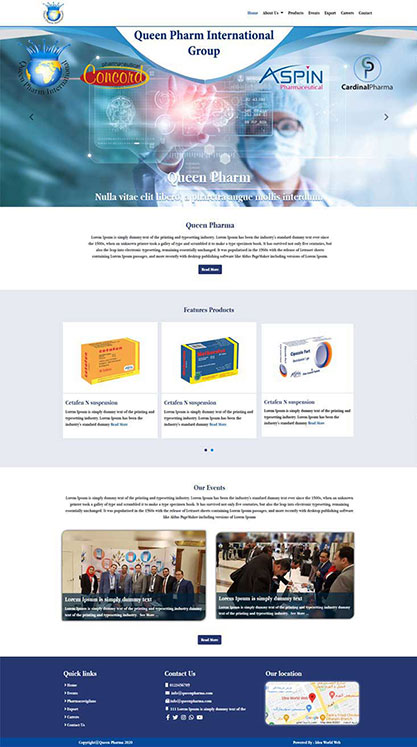 Home About Us Products Events Export Careers Contact
Queen Pharm International
Group
Queen Pharm International
pharmaceutical
Concord
ASPIN
Pharmaceutical
CardinalPharma
Queen Pharm
Nulla vitae elit libero, a pharetra augue mollis interdum
Queen Pharma
Lorem Ipsum is simply dummy text of the printing and typesetting industry. Lorem Ipsum has been the industry's standard dummy text ever since
the 1500s, when an unknown printer took a galley of type and scrambled it to make a type specimen book. It has survived not only five centuries, but
also the leap into electronic typesetting, remaining essentially unchanged. It was popularised in the 1960s with the release of Letraset sheets
containing Lorem Ipsum passages, and more recently with desktop publishing software like Aldus PageMaker including versions of Lorem Ipsum.
Read More
Features Products
Cetafen N suspension
Lorem Ipsum is simply dummy text of the printing and
typesetting industry. Lorem Ipsum has been the
industry's standard dummy Read More
Cetafen N suspension
Lorem Ipsum is simply dummy text of the printing and
typesetting industry. Lorem Ipsum has been the
industry's standard dummy Read More
Cetafen N suspension
Lorem Ipsum is simply dummy text of the printing and
typesetting industry. Lorem Ipsum has been the
industry's standard dummy Read More
Our Events
Lorem Ipsum is simply dummy text of the printing and typesetting industry. Lorem Ipsum has been the industry's standard dummy text ever since the 1500s, when an unknown
printer took a galley of type and scrambled it to make a type specimen book. It has survived not only five centuries, but also the leap into electronic typesetting, remaining
essentially unchanged. It was popularised in the 1960s with the release of Letraset sheets containing Lorem Ipsum passages, and more recently with desktop publishing software
like Aldus PageMaker including versions of Lorem Ipsum
Lorem Ipsum is simply dummy text
Lorem Ipsum is simply dummy text of the printing and typesetting industry dummy
text of the printing and typesetting industry. See More ...
Lorem Ipsum is simply dummy text
Lorem Ipsum is simply dummy text of the printing and typesetting industry dummy
text of the printing and typesetting industry. See More ...
Read More
Quick links
Home
Events
Pharmacovigilance
Export
Careers
Contact Us
Contact Us
0123456789
info@queenpharma.com
info@queenpharma.com
511 Lorem Ipsum is simply dummy text of the
Our location
Copyright@Queen Pharma 2020
Powered By : Idea World Web